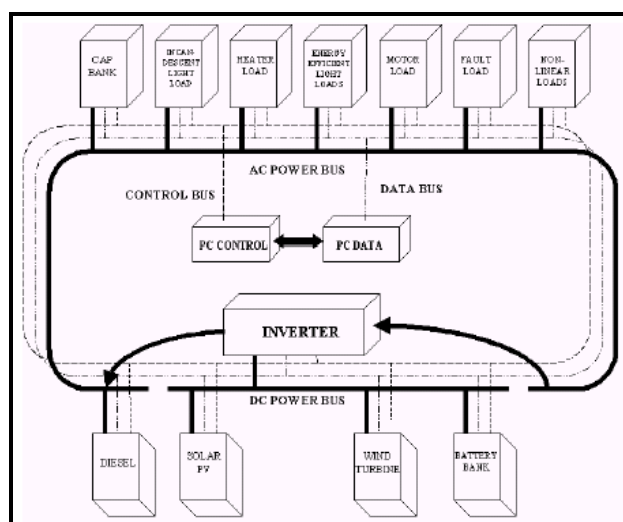 CAP
BANK
INCAN-
DESCENT
LIGHT
LOAD
HEATER
LOAD
ENERGY
EFFICIENT
LIGHT LOADS
MOTOR
LOAD
FAULT
LOAD
NON-
LINEAR
LOADS
AC POWER BUS
CONTROL BUS
DATA BUS
PC CONTROL
PC DATA
INVERTER
DC POWER BUS
DIESEL
SOLAR
PV
WIND
TURBINE
BATTERY
BANK